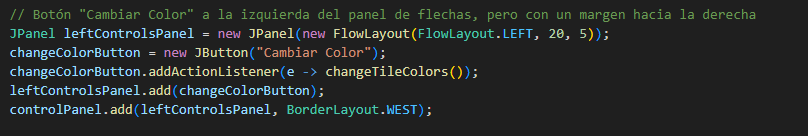 // Botón "Cambiar Color" a la izquierda del panel de flechas, pero con un margen hacia la derecha
JPanel leftControlsPanel = new JPanel(new FlowLayout(FlowLayout.LEFT, 20, 5));
changeColorButton = new JButton("Cambiar Color");
changeColorButton.addActionListener(e -> changeTileColors());
leftControlsPanel.add(changeColorButton);
controlPanel.add(leftControlsPanel, BorderLayout.WEST);